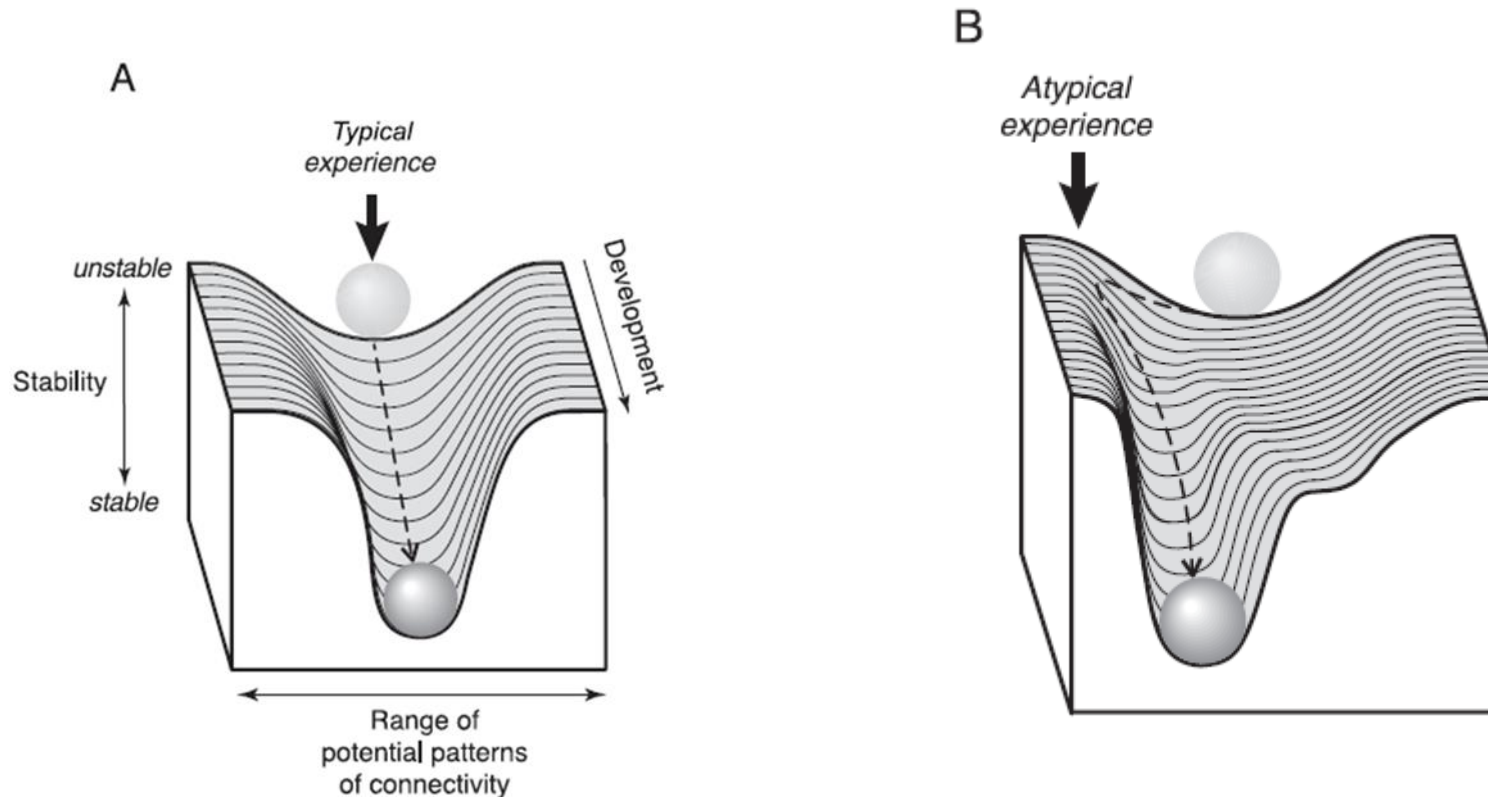 A
Typical
experience
unstable
Stability
stable
Development
Range of
potential patterns
of connectivity
B
Atypical
experience